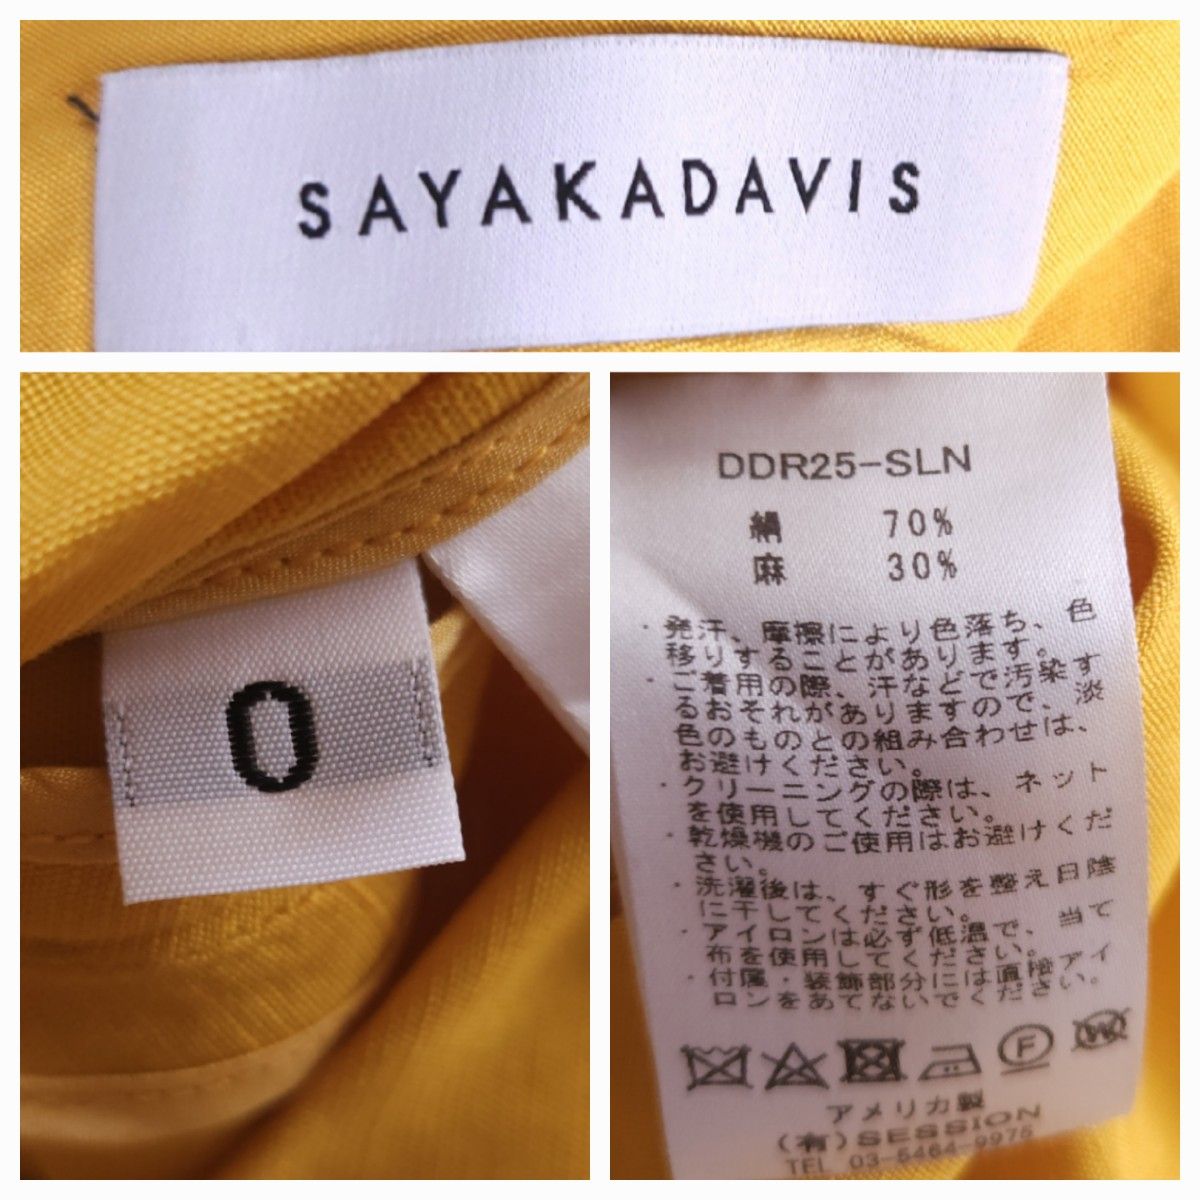 SAYAKADAVIS
0
DDR25-SLN
絹 70%
麻 30%
・発汗、摩擦により色落ち、色
移りすることがあります。
・ご着用の際、汗などで汚染す
るおそれがありますので、淡
色のものとの組み合わせは、
お避けください。
・クリーニングの際は、ネット
を使用してください。
・乾燥機のご使用はお避けくだ
さい。
・洗濯後は、すぐ形を整え日陰
に干してください。
・アイロンは必ず低温で、当て
布を使用してください。
・付属・装飾部分には直接アイ
ロンをあてないでください。
F
W
アメリカ製
(有)SESSION
TEL 03-5464-9975